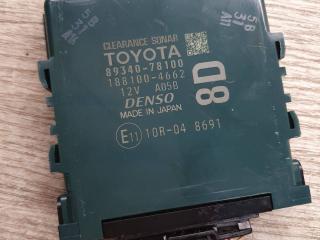 CLEARANCE SONAR
TOYOTA
89340-78100
188100-4662
12V A05B
DENSO
MADE IN JAPAN
8D
E11 10R-04 8691